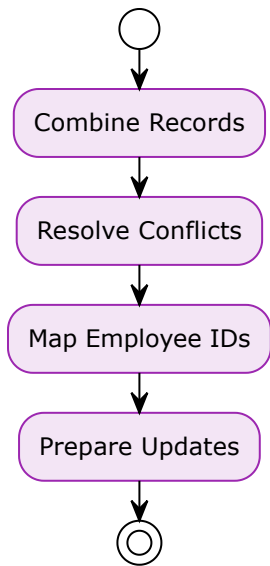 Combine Records
Resolve Conflicts
Map Employee IDs
Prepare Updates